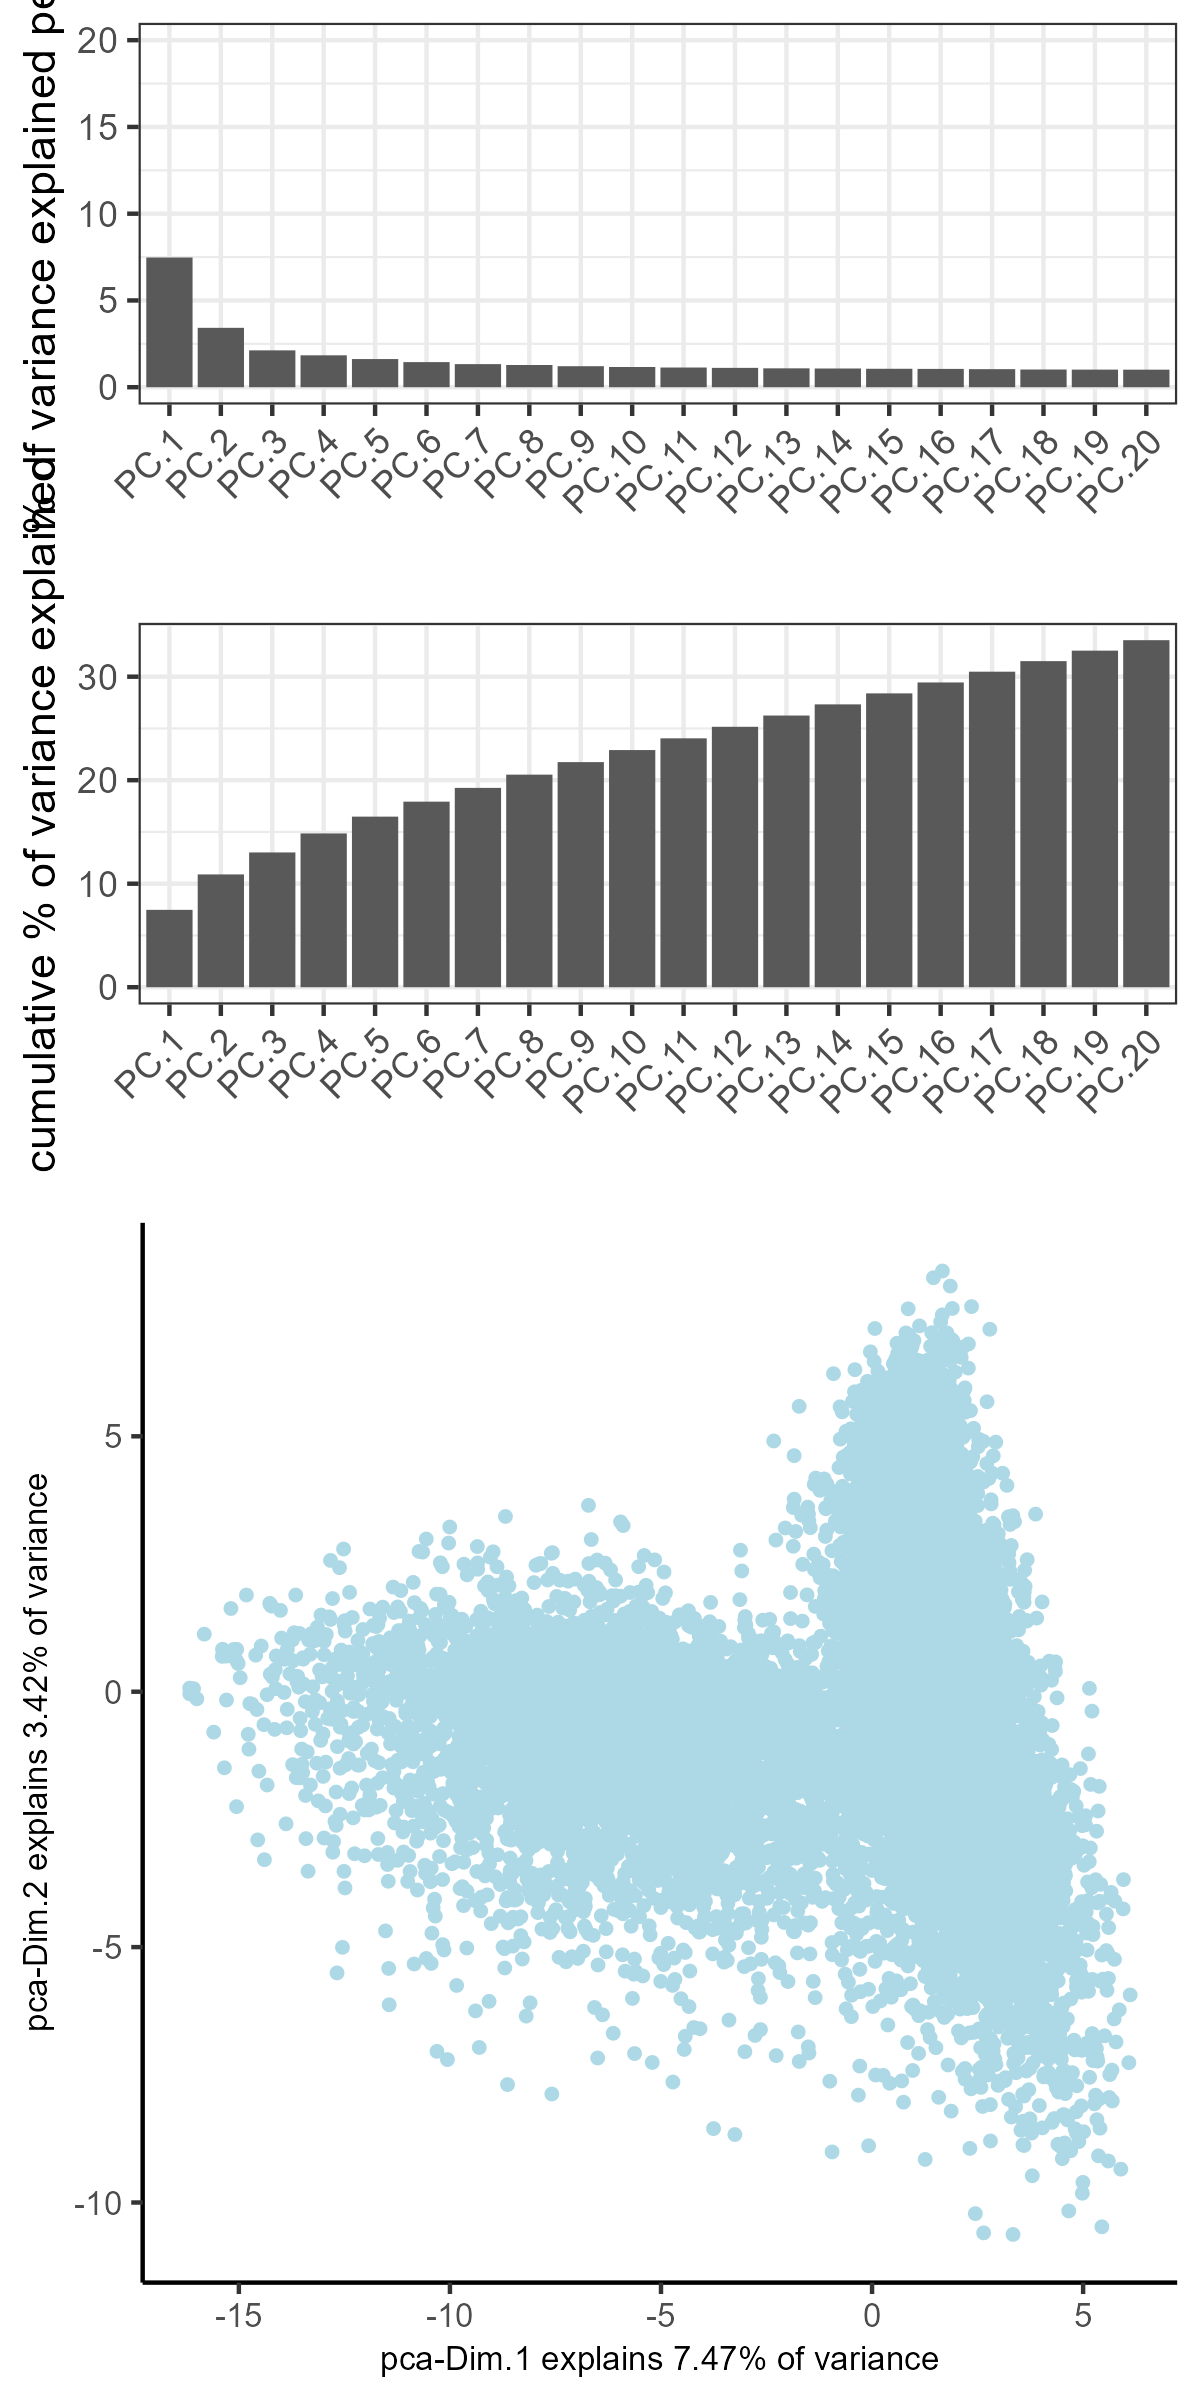 % of variance explained pe
20
15
10
5
0
PC.1
PC.2
PC.3
PC.4
PC.5
PC.6
PC.7
PC.8
PC.9
PC.10
PC.11
PC.12
PC.13
PC.14
PC.15
PC.16
PC.17
PC.18
PC.19
PC.20
cumulative % of variance explained
30
20
10
0
PC.1
PC.2
PC.3
PC.4
PC.5
PC.6
PC.7
PC.8
PC.9
PC.10
PC.11
PC.12
PC.13
PC.14
PC.15
PC.16
PC.17
PC.18
PC.19
PC.20
pca-Dim.2 explains 3.42% of variance
5
0
-5
-10
-15
-10
-5
0
5
pca-Dim.1 explains 7.47% of variance